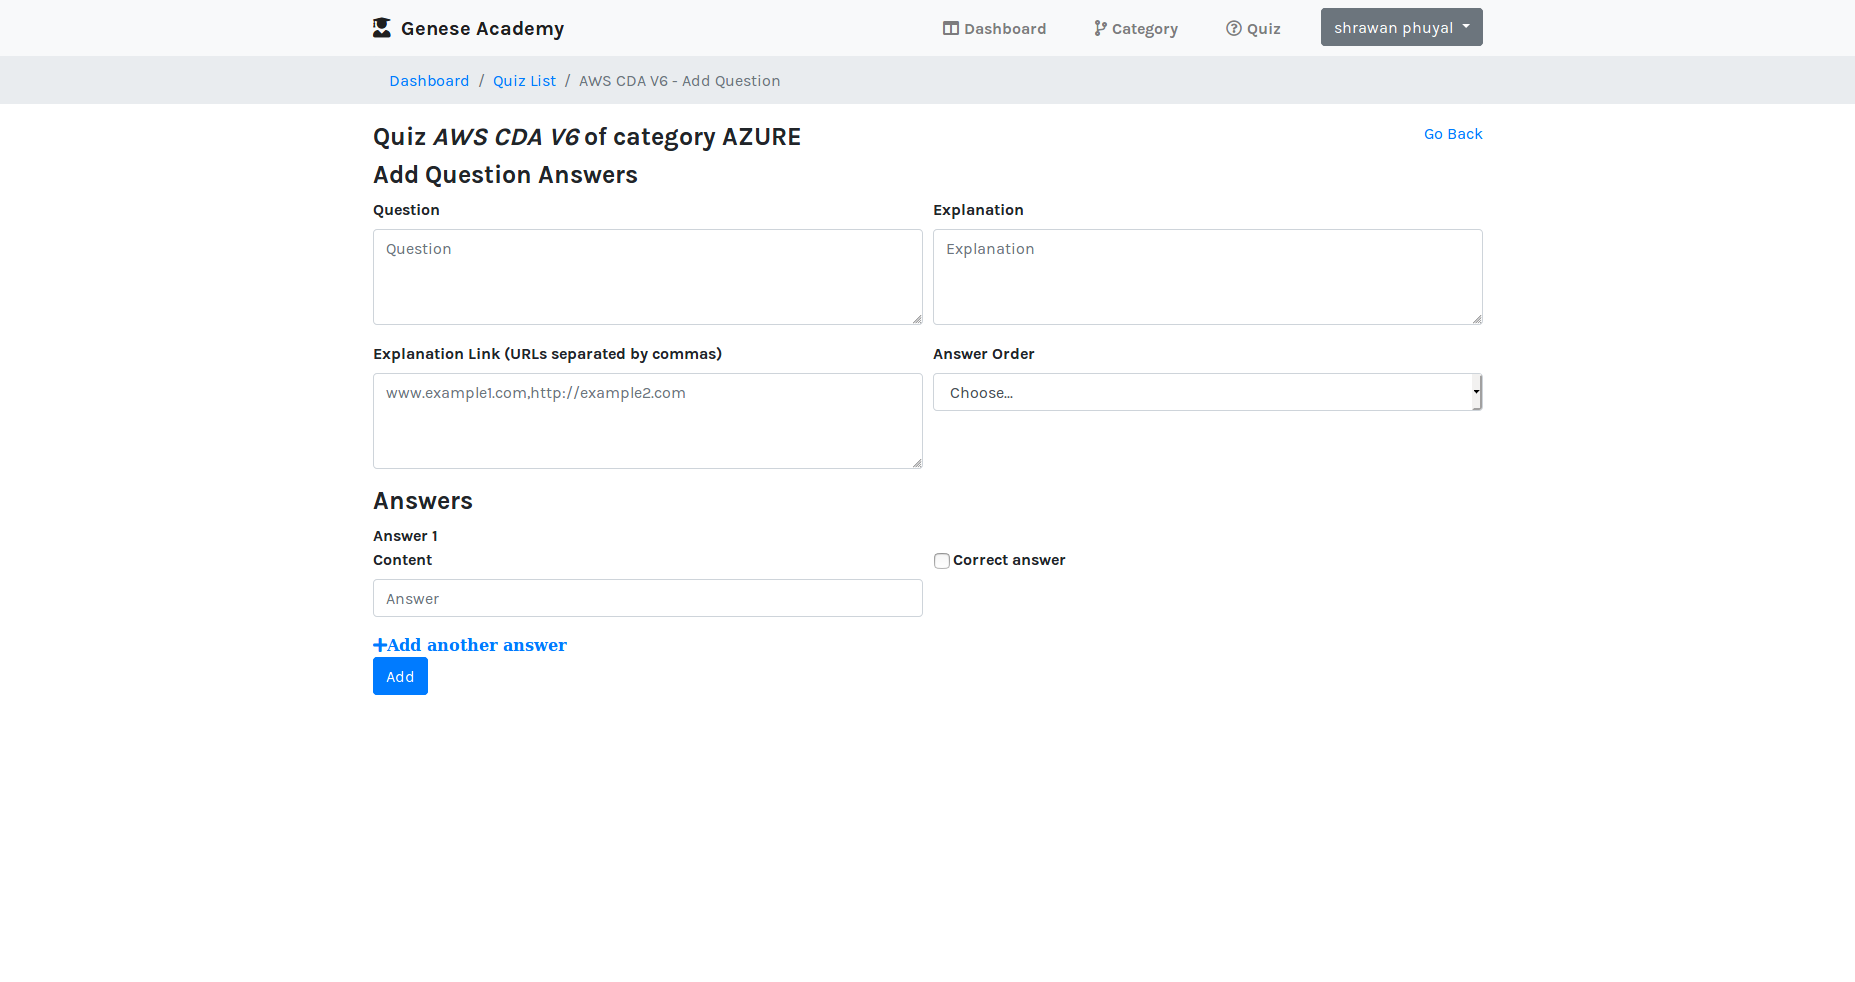 Genese Academy
Dashboard
Category
Quiz
shrawan phuyal
Dashboard / Quiz List / AWS CDA V6 - Add Question
Quiz AWS CDA V6 of category AZURE
Go Back
Add Question Answers
Question
Explanation
Question
Explanation
Explanation Link (URLs separated by commas)
Answer Order
www.example1.com,http://example2.com
Choose...
Answers
Answer 1
Content
Correct answer
Answer
Add another answer
Add